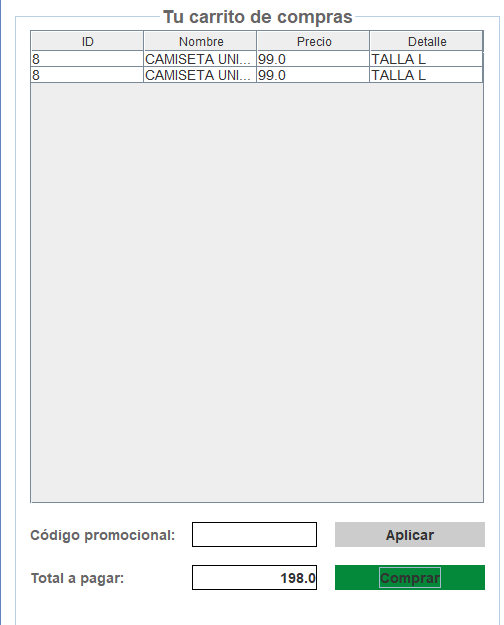 Tu carrito de compras
ID Nombre Precio Detalle
8 CAMISETA UNI... 99.0 TALLA L
8 CAMISETA UNI... 99.0 TALLA L
Código promocional: Aplicar
Total a pagar: 198.0 Comprar